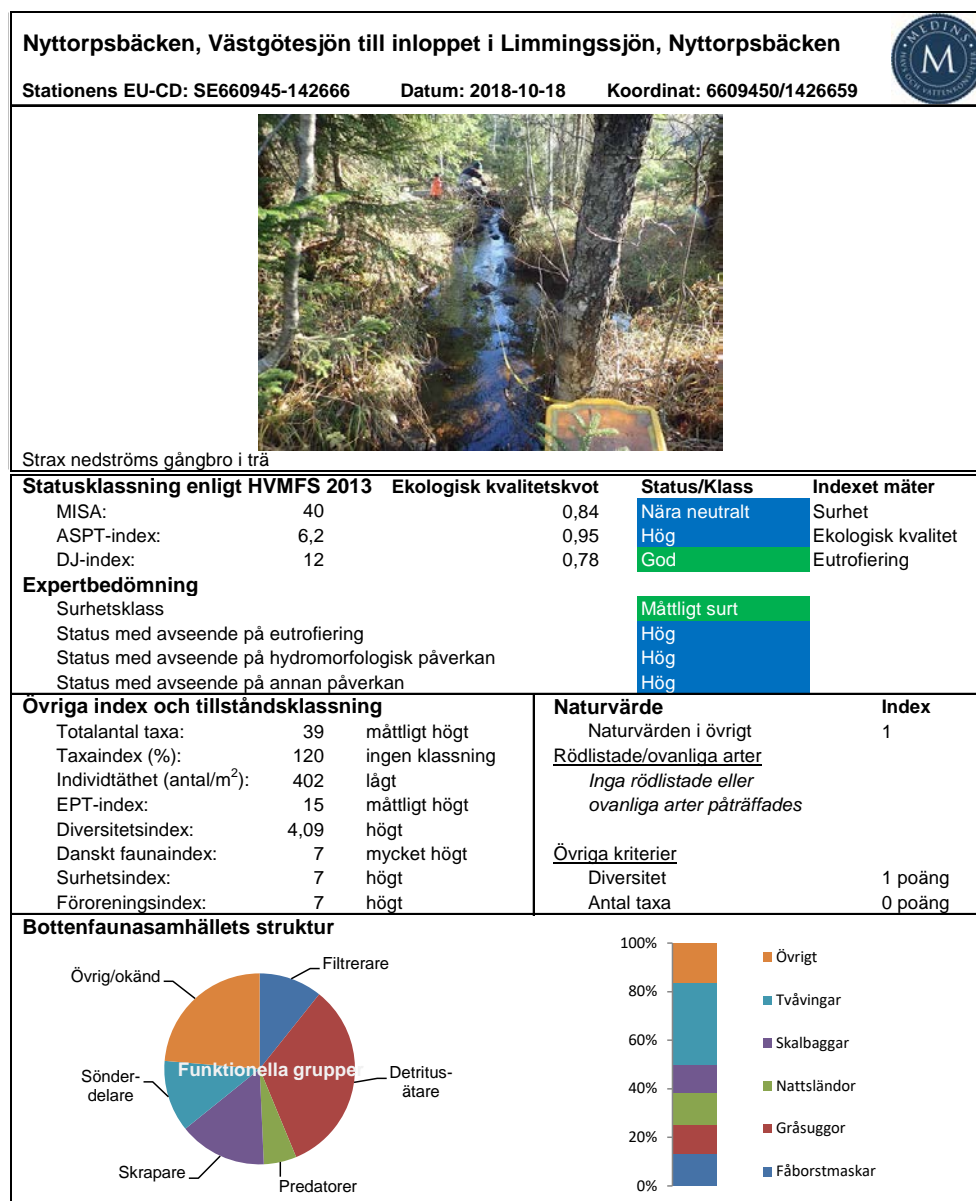 Nyttorpsbäcken, Västgötesjön till inloppet i Limmingssjön, Nyttorpsbäcken
MEDINS
M
HAVS OCH VATTENKONSULTER
Stationens EU-CD: SE660945-142666 Datum: 2018-10-18 Koordinat: 6609450/1426659
Strax nedströms gångbro i trä
Statusklassning enligt HVMFS 2013 Ekologisk kvalitetskvot Status/Klass Indexet mäter
MISA: 40 0,84 Nära neutralt Surhet
ASPT-index: 6,2 0,95 Hög Ekologisk kvalitet
DJ-index: 12 0,78 God Eutrofiering
Expertbedömning
Surhetsklass Måttligt surt
Status med avseende på eutrofiering Hög
Status med avseende på hydromorfologisk påverkan Hög
Status med avseende på annan påverkan Hög
Övriga index och tillståndsklassning
Totalantal taxa: 39 måttligt högt
Taxaindex (%): 120 ingen klassning
Individtäthet (antal/m2): 402 lågt
EPT-index: 15 måttligt högt
Diversitetsindex: 4,09 högt
Danskt faunaindex: 7 mycket högt
Surhetsindex: 7 högt
Föroreningsindex: 7 högt
Naturvärde Index
Naturvärden i övrigt 1
Rödlistade/ovanliga arter
Inga rödlistade eller
ovanliga arter påträffades
Övriga kriterier
Diversitet 1 poäng
Antal taxa 0 poäng
Bottenfaunasamhällets struktur
Övrig/okänd
Filtrerare
Funktionella grupper
Sönder-
delare
Detritus-
ätare
Skrapare
Predatorer
100%
80%
60%
40%
20%
0%
Övrigt
Tvåvingar
Skalbaggar
Nattsländor
Gråsuggor
Fåborstmaskar